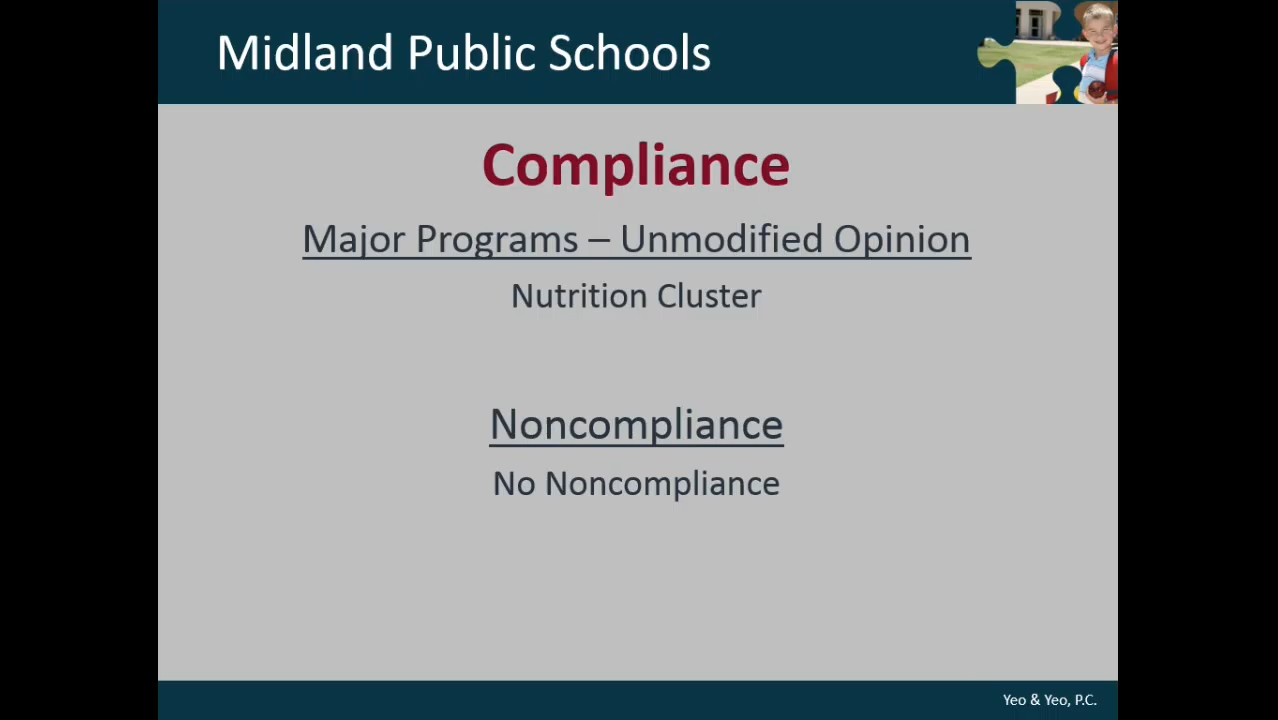 Midland Public Schools
Compliance
Major Programs – Unmodified Opinion
Nutrition Cluster
Noncompliance
No Noncompliance
Yeo & Yeo, P.C.